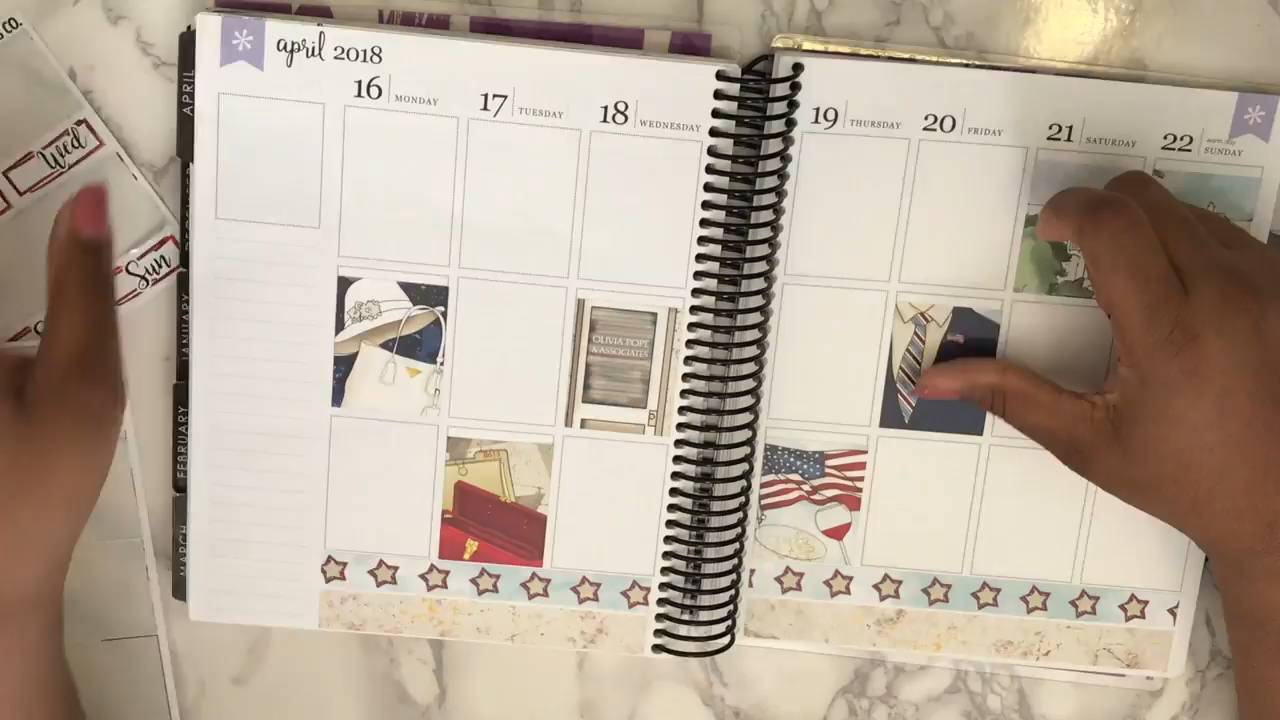 CO.
Wed
Sun
APRIL
JANUARY
FEBRUARY
MARCH
april 2018
16 MONDAY
17 TUESDAY
18 WEDNESDAY
19 THURSDAY
20 FRIDAY
21 SATURDAY
22 SUNDAY
OLIVIA POPE
& ASSOCIATES